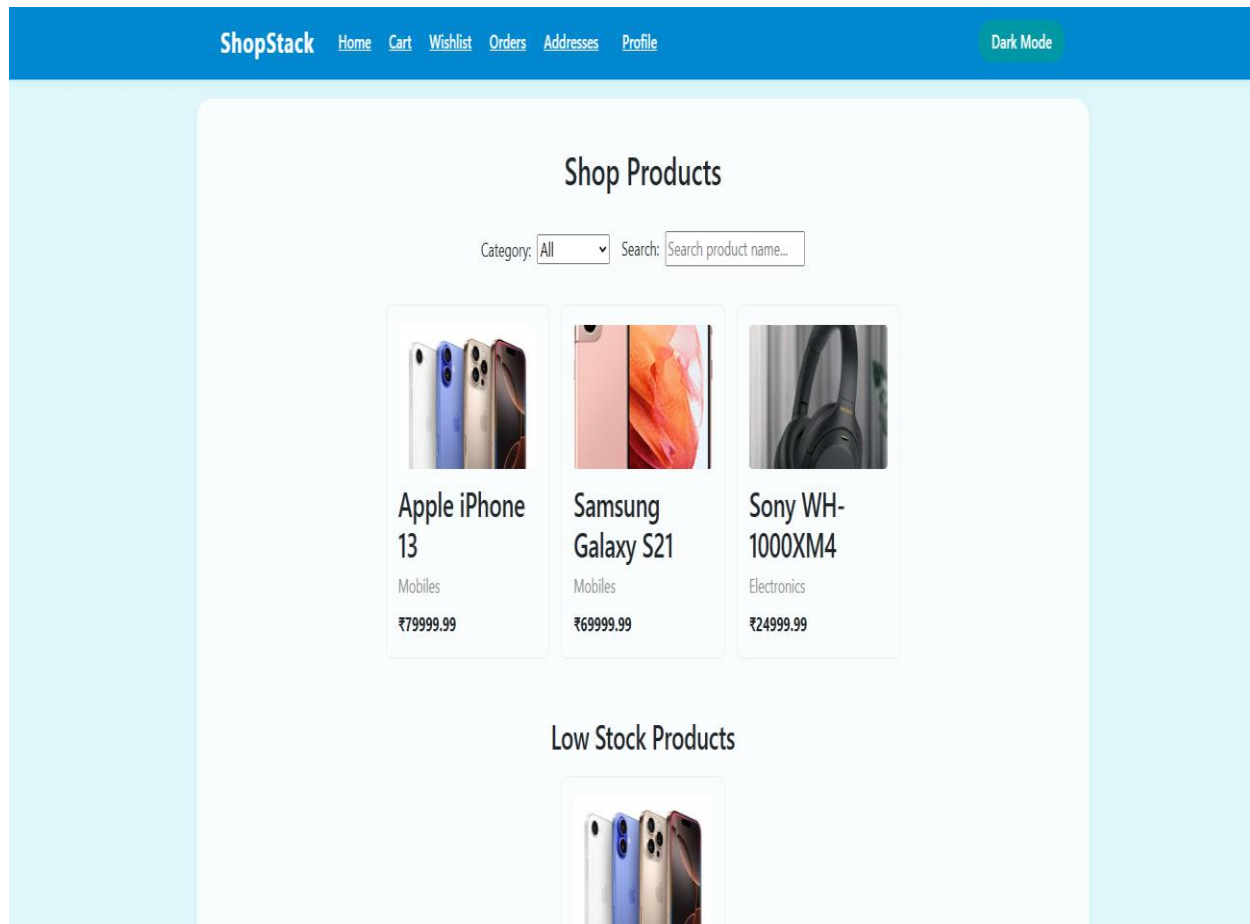 ShopStack Home Cart Wishlist Orders Addresses Profile Dark Mode
Shop Products
Category: All Search: Search product name...
Apple iPhone
13
Mobiles
₹79999.99
Samsung
Galaxy S21
Mobiles
₹69999.99
SONY
Sony WH-
1000XM4
Electronics
₹24999.99
Low Stock Products